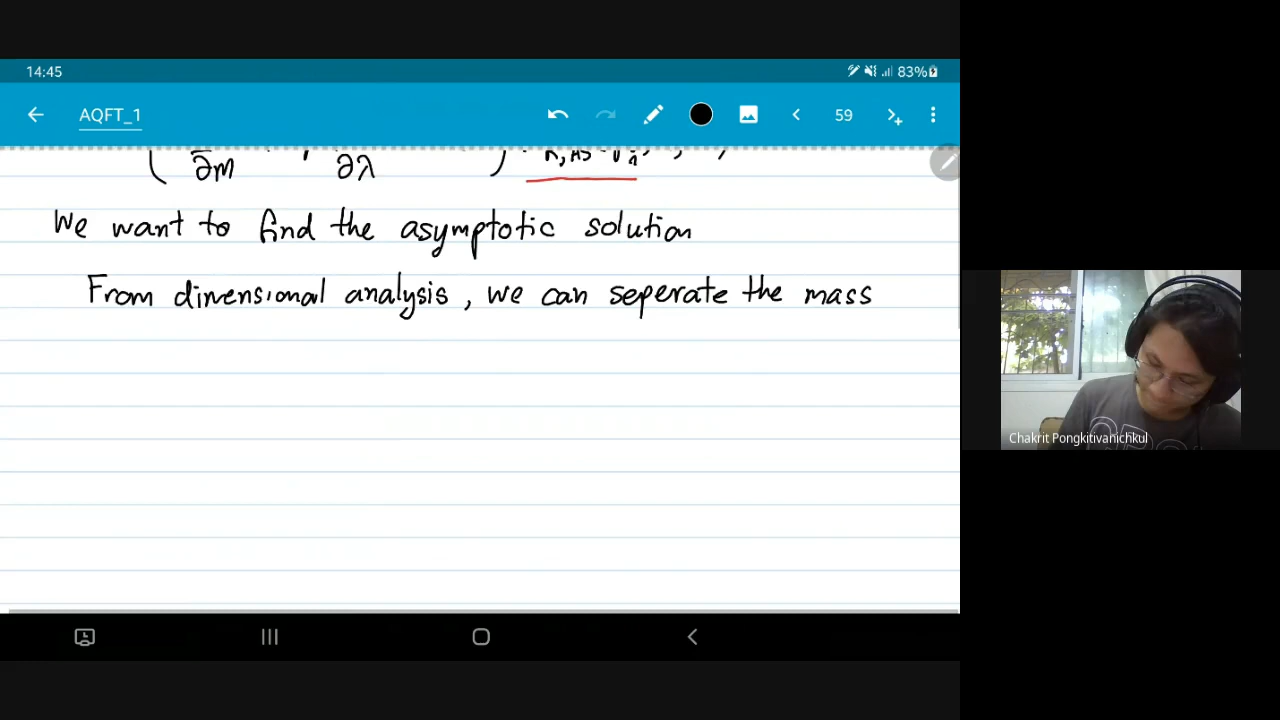 14:45
83%
AQFT_1
59
∂m ∂λ
We want to find the asymptotic solution
From dimensional analysis, we can seperate the mass
Chakrit Pongkitivanichkul